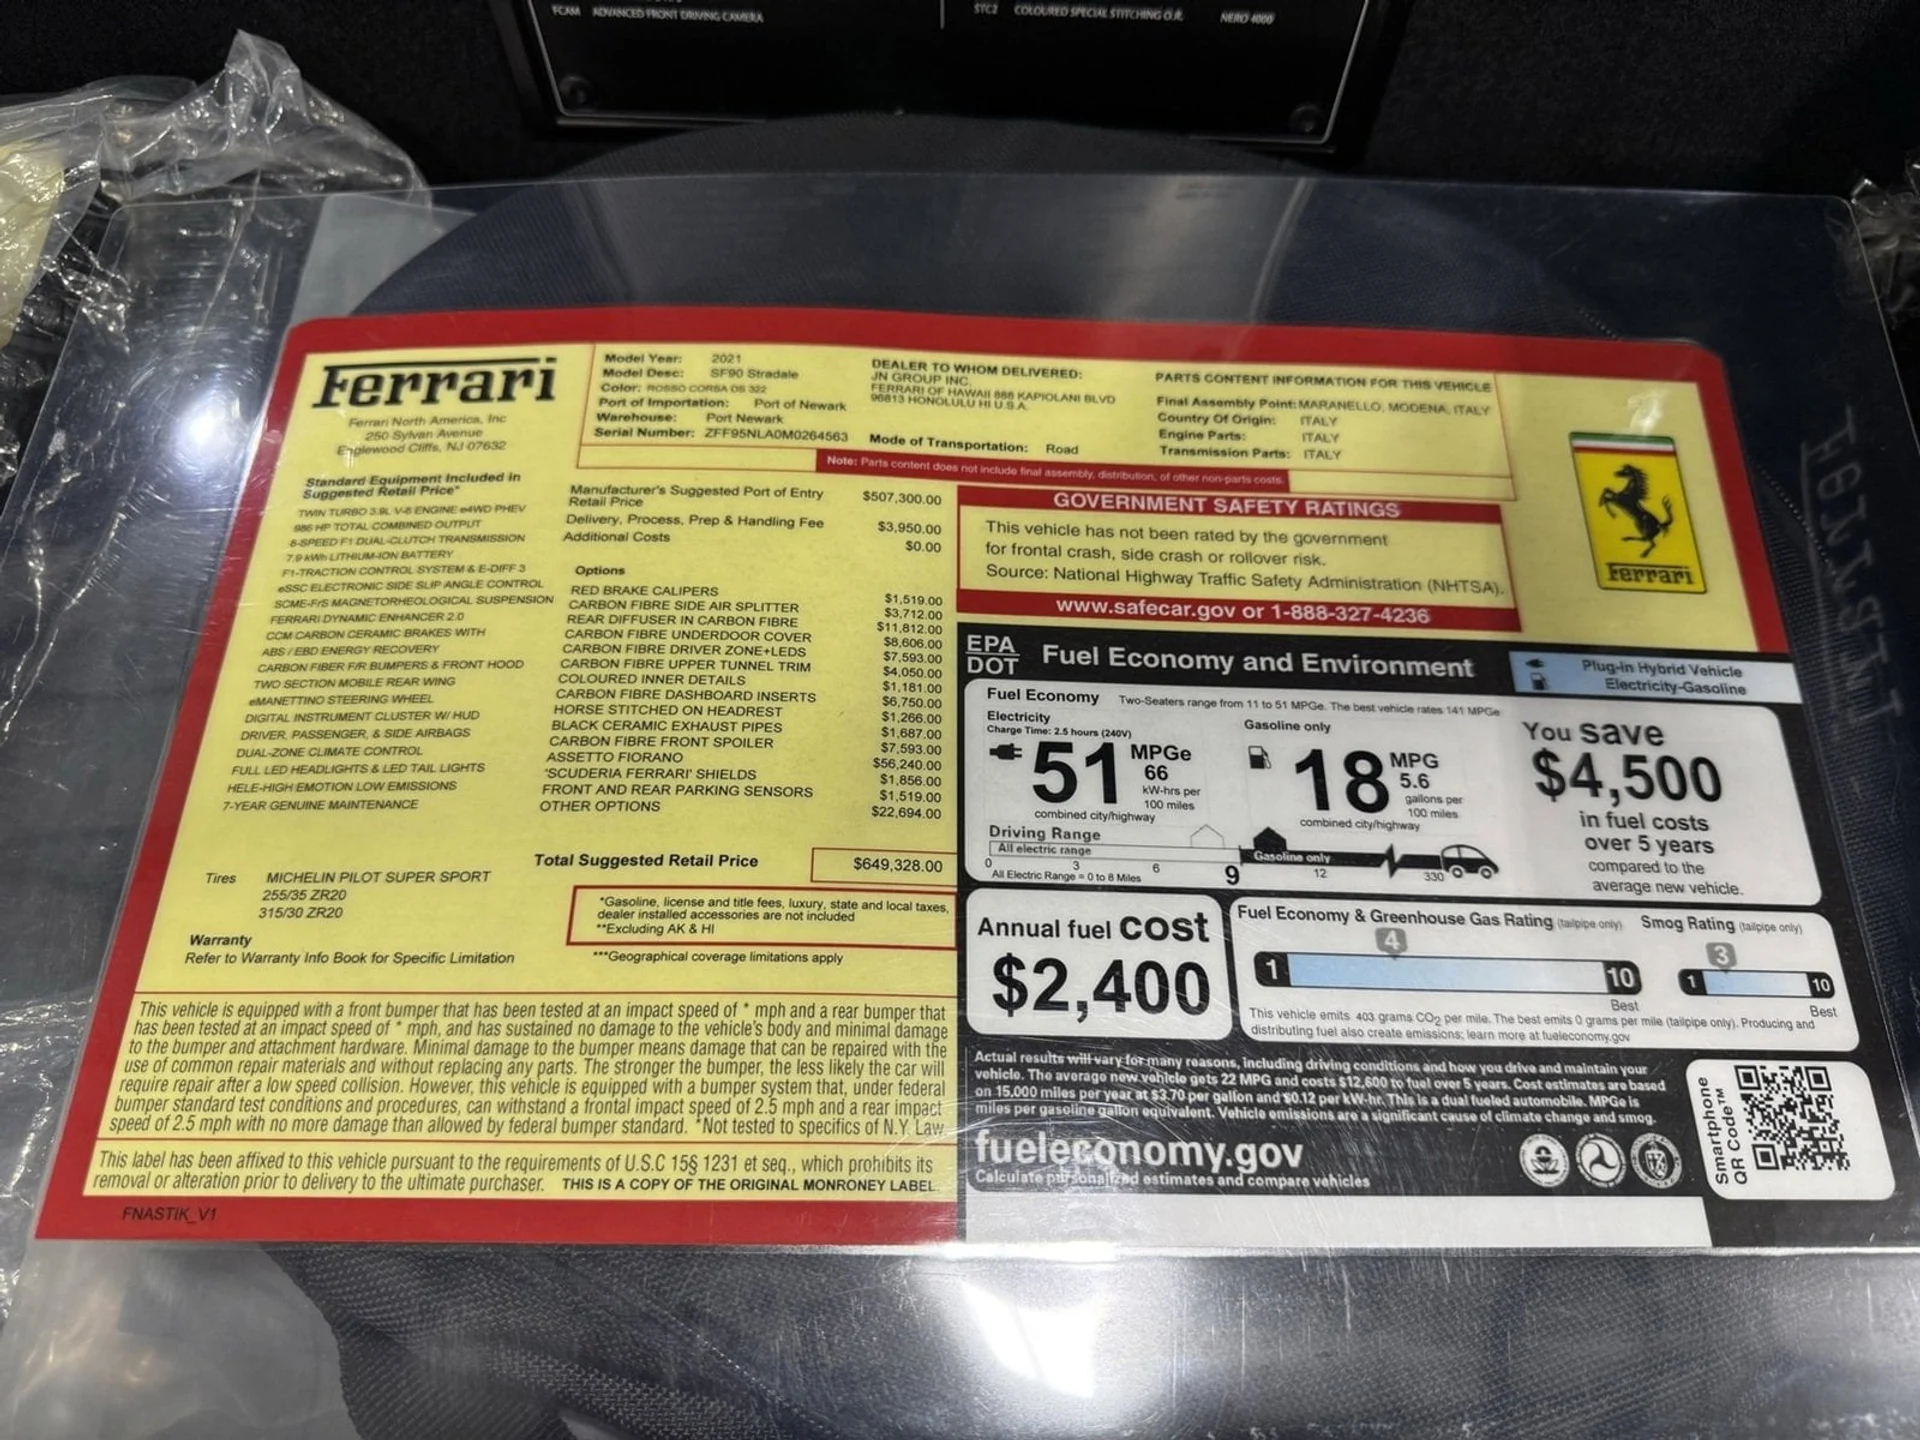 FCAM ADVANCED FRONT DRIVING CAMERA
STC2 COLOURED SPECIAL STITCHING O.R. NERO 4000
Ferrari
Ferrari North America, Inc
250 Sylvan Avenue
Englewood Cliffs, NJ 07632
Model Year: 2021
Model Desc: SF90 Stradale
Color: ROSSO CORSA DS 322
Port of Importation: Port of Newark
Warehouse: Port Newark
Serial Number: ZFF95NLA0M0264563
DEALER TO WHOM DELIVERED:
JN GROUP INC.
FERRARI OF HAWAII 888 KAPIOLANI BLVD
96813 HONOLULU HI U.S.A.
Mode of Transportation: Road
PARTS CONTENT INFORMATION FOR THIS VEHICLE
Final Assembly Point: MARANELLO, MODENA, ITALY
Country Of Origin: ITALY
Engine Parts: ITALY
Transmission Parts: ITALY
Note: Parts content does not include final assembly, distribution, of other non-parts costs.
Standard Equipment Included in
Suggested Retail Price*
TWIN TURBO 3.9L V-8 ENGINE e4WD PHEV
986 HP TOTAL COMBINED OUTPUT
8-SPEED F1 DUAL-CLUTCH TRANSMISSION
7.9 kWh LITHIUM-ION BATTERY
F1-TRACTION CONTROL SYSTEM & E-DIFF 3
eSSC ELECTRONIC SIDE SLIP ANGLE CONTROL
SCME-FrS MAGNETORHEOLOGICAL SUSPENSION
FERRARI DYNAMIC ENHANCER 2.0
CCM CARBON CERAMIC BRAKES WITH
ABS / EBD ENERGY RECOVERY
CARBON FIBER F/R BUMPERS & FRONT HOOD
TWO SECTION MOBILE REAR WING
eMANETTINO STEERING WHEEL
DIGITAL INSTRUMENT CLUSTER W/ HUD
DRIVER, PASSENGER, & SIDE AIRBAGS
DUAL-ZONE CLIMATE CONTROL
FULL LED HEADLIGHTS & LED TAIL LIGHTS
HELE-HIGH EMOTION LOW EMISSIONS
7-YEAR GENUINE MAINTENANCE
Tires MICHELIN PILOT SUPER SPORT
255/35 ZR20
315/30 ZR20
Warranty
Refer to Warranty Info Book for Specific Limitation
Manufacturer's Suggested Port of Entry
Retail Price $507,300.00
Delivery, Process, Prep & Handling Fee $3,950.00
Additional Costs $0.00
Options
RED BRAKE CALIPERS $1,519.00
CARBON FIBRE SIDE AIR SPLITTER $3,712.00
REAR DIFFUSER IN CARBON FIBRE $11,812.00
CARBON FIBRE UNDERDOOR COVER $8,606.00
CARBON FIBRE DRIVER ZONE+LEDS $7,593.00
CARBON FIBRE UPPER TUNNEL TRIM $4,050.00
COLOURED INNER DETAILS $1,181.00
CARBON FIBRE DASHBOARD INSERTS $6,750.00
HORSE STITCHED ON HEADREST $1,266.00
BLACK CERAMIC EXHAUST PIPES $1,687.00
CARBON FIBRE FRONT SPOILER $7,593.00
ASSETTO FIORANO $56,240.00
'SCUDERIA FERRARI' SHIELDS $1,856.00
FRONT AND REAR PARKING SENSORS $1,519.00
OTHER OPTIONS $22,694.00
Total Suggested Retail Price $649,328.00
*Gasoline, license and title fees, luxury, state and local taxes,
dealer installed accessories are not included
**Excluding AK & HI
***Geographical coverage limitations apply
This vehicle is equipped with a front bumper that has been tested at an impact speed of * mph and a rear bumper that
has been tested at an impact speed of * mph, and has sustained no damage to the vehicle's body and minimal damage
to the bumper and attachment hardware. Minimal damage to the bumper means damage that can be repaired with the
use of common repair materials and without replacing any parts. The stronger the bumper, the less likely the car will
require repair after a low speed collision. However, this vehicle is equipped with a bumper system that, under federal
bumper standard test conditions and procedures, can withstand a frontal impact speed of 2.5 mph and a rear impact
speed of 2.5 mph with no more damage than allowed by federal bumper standard. *Not tested to specifics of N.Y. Law
This label has been affixed to this vehicle pursuant to the requirements of U.S.C 15§ 1231 et seq., which prohibits its
removal or alteration prior to delivery to the ultimate purchaser. THIS IS A COPY OF THE ORIGINAL MONRONEY LABEL.
FNASTIK_V1
GOVERNMENT SAFETY RATINGS
This vehicle has not been rated by the government
for frontal crash, side crash or rollover risk.
Source: National Highway Traffic Safety Administration (NHTSA).
www.safecar.gov or 1-888-327-4236
Ferrari
EPA
DOT
Fuel Economy and Environment
Plug-In Hybrid Vehicle
Electricity-Gasoline
Fuel Economy Two-Seaters range from 11 to 51 MPGe. The best vehicle rates 141 MPGe
Electricity
Charge Time: 2.5 hours (240V)
51 MPGe
66
kW-hrs per
100 miles
combined city/highway
Gasoline only
18 MPG
5.6
gallons per
100 miles
combined city/highway
Driving Range
All electric range
Gasoline only
0 3 6 9 12 330
All Electric Range = 0 to 8 Miles
You save
$4,500
in fuel costs
over 5 years
compared to the
average new vehicle.
Annual fuel cost
$2,400
Fuel Economy & Greenhouse Gas Rating (tailpipe only)
4
1 10
Best
Smog Rating (tailpipe only)
3
1 10
Best
This vehicle emits 403 grams CO2 per mile. The best emits 0 grams per mile (tailpipe only). Producing and
distributing fuel also create emissions; learn more at fueleconomy.gov
Actual results will vary for many reasons, including driving conditions and how you drive and maintain your
vehicle. The average new vehicle gets 22 MPG and costs $12,600 to fuel over 5 years. Cost estimates are based
on 15,000 miles per year at $3.70 per gallon and $0.12 per kW-hr. This is a dual fueled automobile. MPGe is
miles per gasoline gallon equivalent. Vehicle emissions are a significant cause of climate change and smog.
fueleconomy.gov
Calculate personalized estimates and compare vehicles
Smartphone
QR Code™